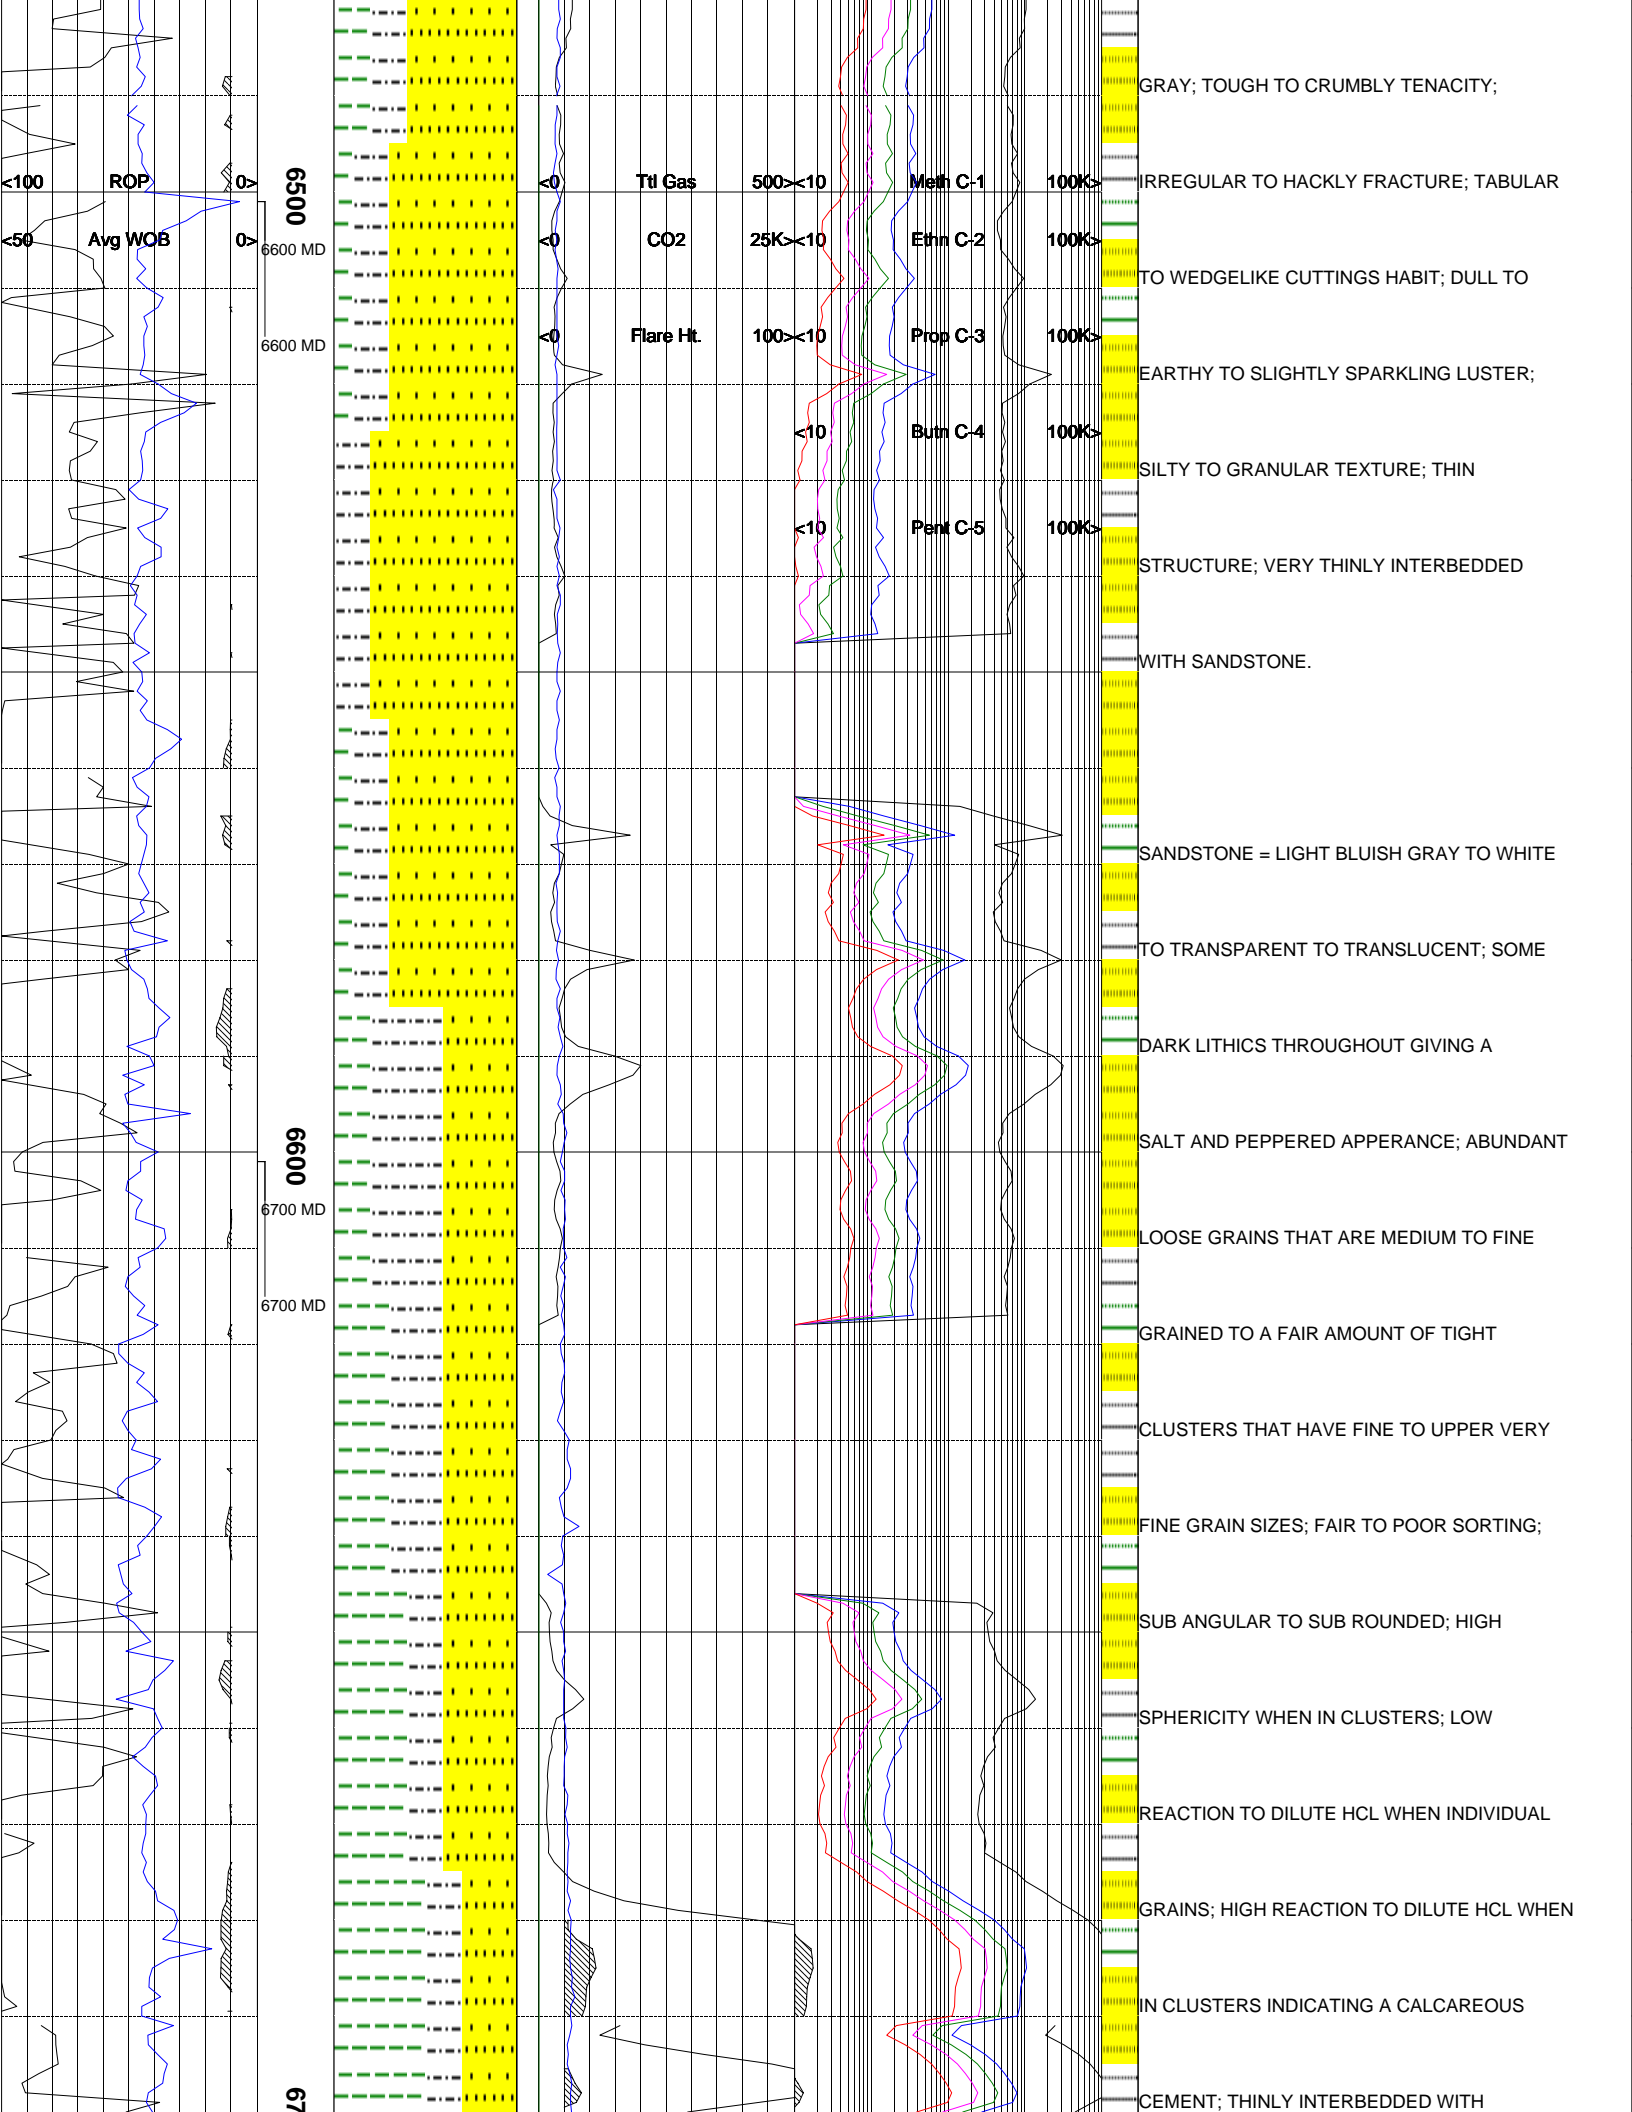 GRAY; TOUGH TO CRUMBLY TENACITY;
<100 ROP 0>
6500
<0 Ttl Gas 500>
<10 Meth C-1 100K>
IRREGULAR TO HACKLY FRACTURE; TABULAR
<50 Avg WOB 0>
6600 MD
<0 CO2 25K>
<10 Ethn C-2 100K>
TO WEDGELIKE CUTTINGS HABIT; DULL TO
6600 MD
<0 Flare Ht. 100>
<10 Prop C-3 100K>
EARTHY TO SLIGHTLY SPARKLING LUSTER;
<10 Butn C-4 100K>
SILTY TO GRANULAR TEXTURE; THIN
<10 Pent C-5 100K>
STRUCTURE; VERY THINLY INTERBEDDED
WITH SANDSTONE.
SANDSTONE = LIGHT BLUISH GRAY TO WHITE
TO TRANSPARENT TO TRANSLUCENT; SOME
DARK LITHICS THROUGHOUT GIVING A
6600
SALT AND PEPPERED APPERANCE; ABUNDANT
6700 MD
LOOSE GRAINS THAT ARE MEDIUM TO FINE
6700 MD
GRAINED TO A FAIR AMOUNT OF TIGHT
CLUSTERS THAT HAVE FINE TO UPPER VERY
FINE GRAIN SIZES; FAIR TO POOR SORTING;
SUB ANGULAR TO SUB ROUNDED; HIGH
SPHERICITY WHEN IN CLUSTERS; LOW
REACTION TO DILUTE HCL WHEN INDIVIDUAL
GRAINS; HIGH REACTION TO DILUTE HCL WHEN
IN CLUSTERS INDICATING A CALCAREOUS
67
CEMENT; THINLY INTERBEDDED WITH